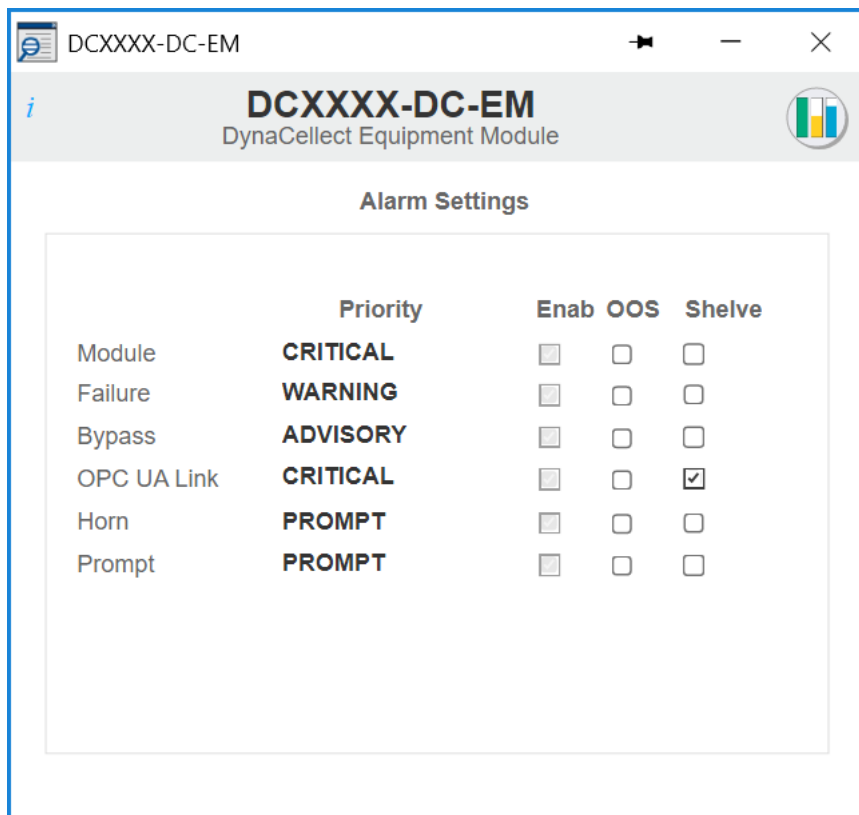 DCXXXX-DC-EM
i
DCXXXX-DC-EM
DynaCellect Equipment Module
Alarm Settings
Priority Enab OOS Shelve
Module CRITICAL
Failure WARNING
Bypass ADVISORY
OPC UA Link CRITICAL
Horn PROMPT
Prompt PROMPT